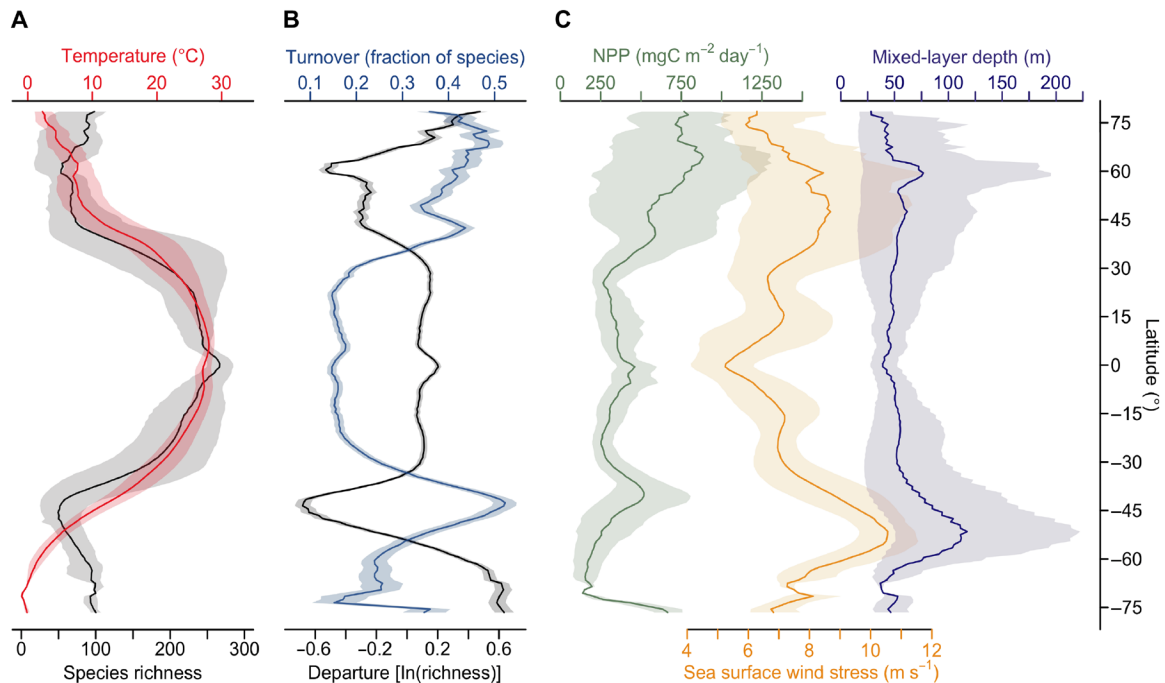 A
B
C
Temperature (°C)
Turnover (fraction of species)
NPP (mgC m⁻² day⁻¹)
Mixed-layer depth (m)
0 10 20 30
0.1 0.2 0.3 0.4 0.5
250 750 1250
0 50 100 150 200
75
60
45
30
15
0
−15
−30
−45
−60
−75
Latitude (°)
0 100 200 300
Species richness
−0.6 −0.2 0.2 0.6
Departure [ln(richness)]
4 6 8 10 12
Sea surface wind stress (m s⁻¹)